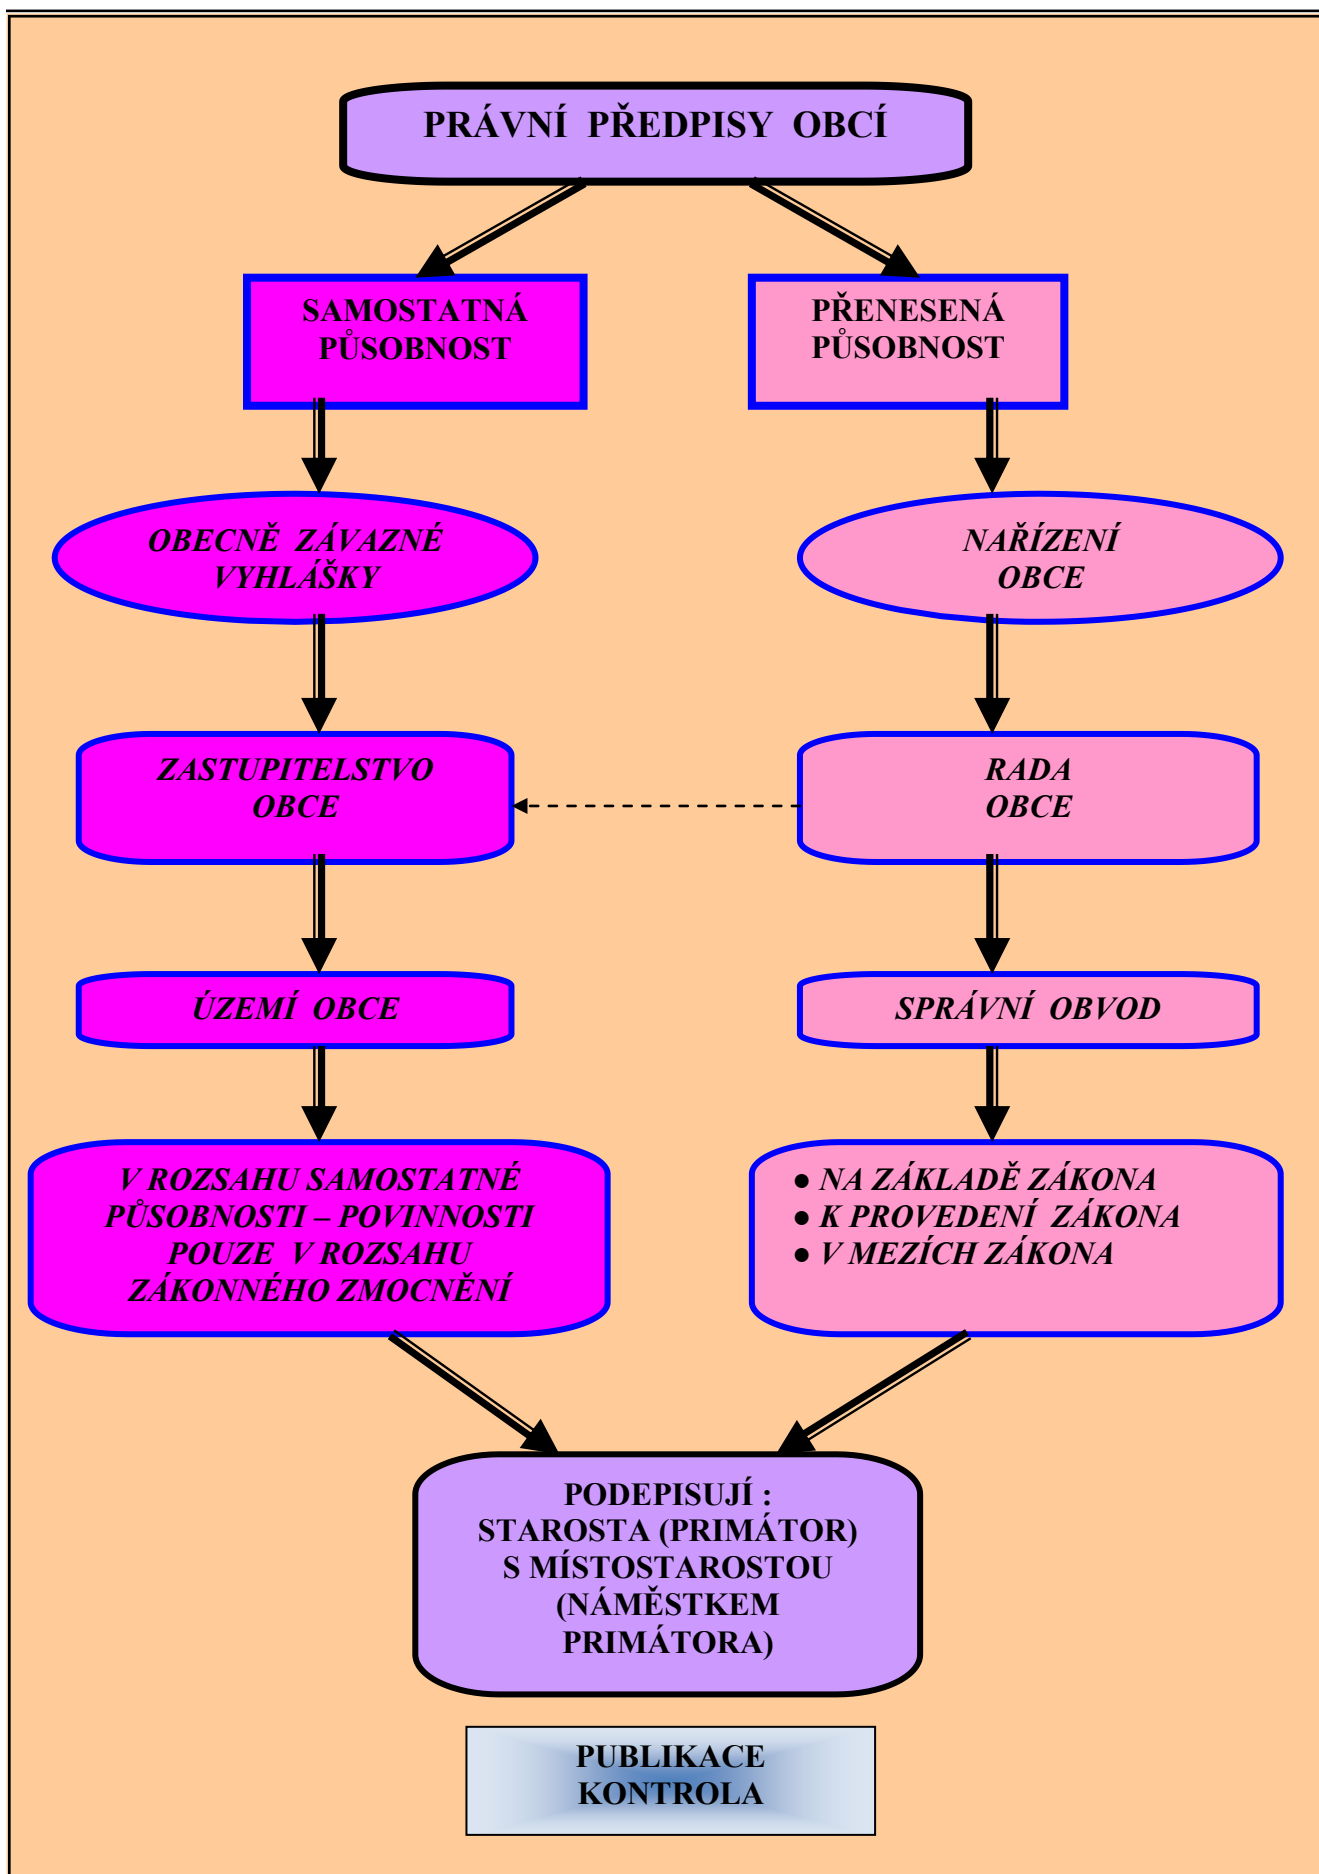 PRÁVNÍ PŘEDPISY OBCÍ
SAMOSTATNÁ
PŮSOBNOST
PŘENESENÁ
PŮSOBNOST
OBECNĚ ZÁVAZNÉ
VYHLÁŠKY
NAŘÍZENÍ
OBCE
ZASTUPITELSTVO
OBCE
RADA
OBCE
ÚZEMÍ OBCE
SPRÁVNÍ OBVOD
V ROZSAHU SAMOSTATNÉ
PŮSOBNOSTI – POVINNOSTI
POUZE V ROZSAHU
ZÁKONNÉHO ZMOCNĚNÍ
● NA ZÁKLADĚ ZÁKONA
● K PROVEDENÍ ZÁKONA
● V MEZÍCH ZÁKONA
PODEPISUJÍ :
STAROSTA (PRIMÁTOR)
S MÍSTOSTAROSTOU
(NÁMĚSTKEM
PRIMÁTORA)
PUBLIKACE
KONTROLA